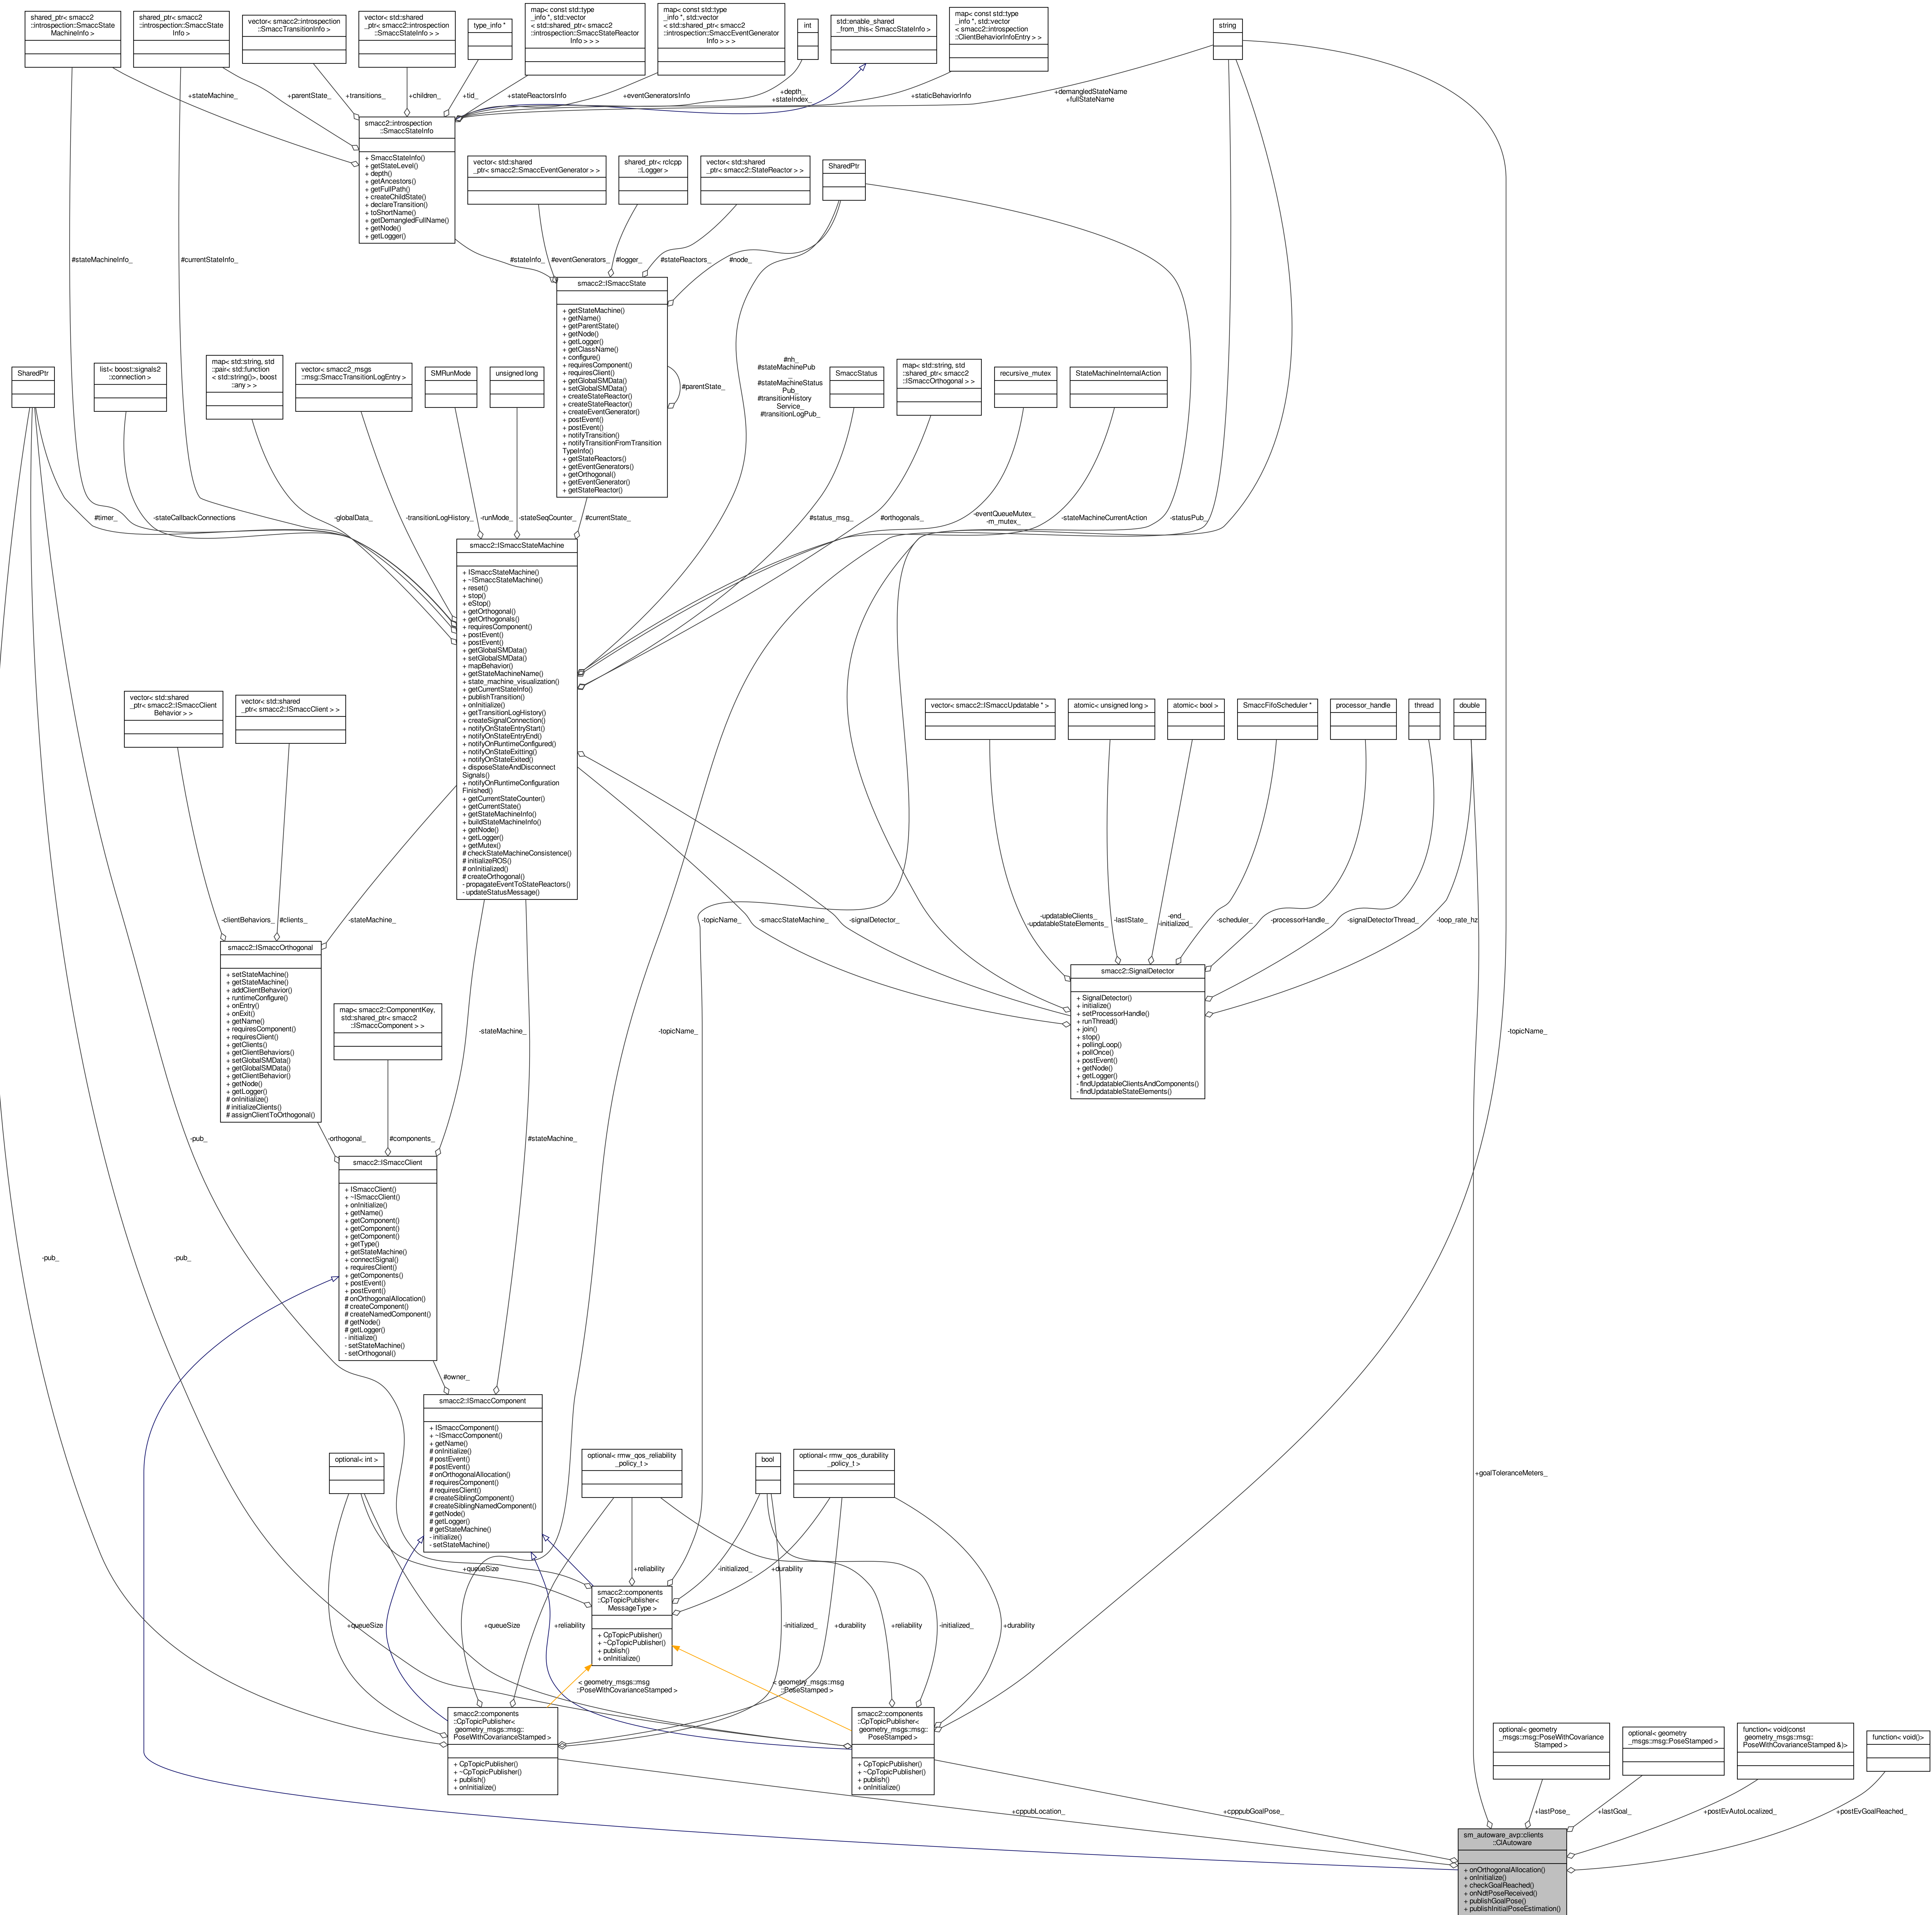 shared_ptr< smacc2
::introspection::SmaccState
MachineInfo >
shared_ptr< smacc2
::introspection::SmaccState
Info >
vector< smacc2::introspection
::SmaccTransitionInfo >
vector< std::shared
_ptr< smacc2::introspection
::SmaccStateInfo > >
type_info *
map< const std::type
_info *, std::vector
< std::shared_ptr< smacc2
::introspection::SmaccStateReactor
Info > > >
map< const std::type
_info *, std::vector
< std::shared_ptr< smacc2
::introspection::SmaccEventGenerator
Info > > >
int
std::enable_shared
_from_this< SmaccStateInfo >
map< const std::type
_info *, std::vector
< smacc2::introspection
::ClientBehaviorInfoEntry > >
string
+stateMachine_
+parentState_
+transitions_
+children_
+tid_
+stateReactorsInfo
+eventGeneratorsInfo
+depth_
+stateIndex_
+staticBehaviorInfo
+demangledStateName
+fullStateName
smacc2::introspection
::SmaccStateInfo
+ SmaccStateInfo()
+ getStateLevel()
+ depth()
+ getAncestors()
+ getFullPath()
+ createChildState()
+ declareTransition()
+ toShortName()
+ getDemangledFullName()
+ getNode()
+ getLogger()
vector< std::shared
_ptr< smacc2::SmaccEventGenerator > >
shared_ptr< rclcpp
::Logger >
vector< std::shared
_ptr< smacc2::StateReactor > >
SharedPtr
#stateMachineInfo_
#currentStateInfo_
#stateInfo_
#eventGenerators_
#logger_
#stateReactors_
#node_
smacc2::ISmaccState
+ getStateMachine()
+ getName()
+ getParentState()
+ getNode()
+ getLogger()
+ getClassName()
+ configure()
+ requiresComponent()
+ requiresClient()
+ getGlobalSMData()
+ setGlobalSMData()
+ createStateReactor()
+ createStateReactor()
+ createEventGenerator()
+ postEvent()
+ postEvent()
+ notifyTransition()
+ notifyTransitionFromTransition
TypeInfo()
+ getStateReactors()
+ getEventGenerators()
+ getOrthogonal()
+ getEventGenerator()
+ getStateReactor()
#parentState_
SharedPtr
list< boost::signals2
::connection >
map< std::string, std
::pair< std::function
< std::string()>, boost
::any > >
vector< smacc2_msgs
::msg::SmaccTransitionLogEntry >
SMRunMode
unsigned long
#nh_
#stateMachinePub
_
#stateMachineStatus
Pub_
#transitionHistory
Service_
#transitionLogPub_
SmaccStatus
map< std::string, std
::shared_ptr< smacc2
::ISmaccOrthogonal > >
recursive_mutex
StateMachineInternalAction
#timer_
-stateCallbackConnections
-globalData_
-transitionLogHistory_
-runMode_
-stateSeqCounter_
#currentState_
#status_msg_
#orthogonals_
-eventQueueMutex_
-m_mutex_
-stateMachineCurrentAction
-statusPub_
smacc2::ISmaccStateMachine
+ ISmaccStateMachine()
+ ~ISmaccStateMachine()
+ reset()
+ stop()
+ eStop()
+ getOrthogonal()
+ getOrthogonals()
+ requiresComponent()
+ postEvent()
+ postEvent()
+ getGlobalSMData()
+ setGlobalSMData()
+ mapBehavior()
+ getStateMachineName()
+ state_machine_visualization()
+ getCurrentStateInfo()
+ publishTransition()
+ onInitialize()
+ getTransitionLogHistory()
+ createSignalConnection()
+ notifyOnStateEntryStart()
+ notifyOnStateEntryEnd()
+ notifyOnRuntimeConfigured()
+ notifyOnStateExitting()
+ notifyOnStateExited()
+ disposeStateAndDisconnect
Signals()
+ notifyOnRuntimeConfiguration
Finished()
+ getCurrentStateCounter()
+ getCurrentState()
+ getStateMachineInfo()
+ buildStateMachineInfo()
+ getNode()
+ getLogger()
+ getMutex()
# checkStateMachineConsistence()
# initializeROS()
# onInitialized()
# createOrthogonal()
- propagateEventToStateReactors()
- updateStatusMessage()
vector< std::shared
_ptr< smacc2::ISmaccClient
Behavior > >
vector< std::shared
_ptr< smacc2::ISmaccClient > >
vector< smacc2::ISmaccUpdatable * >
atomic< unsigned long >
atomic< bool >
SmaccFifoScheduler *
processor_handle
thread
double
-clientBehaviors_
#clients_
-stateMachine_
-topicName_
-smaccStateMachine_
-signalDetector_
-updatableClients_
-updatableStateElements_
-lastState_
-end_
-initialized_
-scheduler_
-processorHandle_
-signalDetectorThread_
-loop_rate_hz
smacc2::ISmaccOrthogonal
+ setStateMachine()
+ getStateMachine()
+ addClientBehavior()
+ runtimeConfigure()
+ onEntry()
+ onExit()
+ getName()
+ requiresComponent()
+ requiresClient()
+ getClients()
+ getClientBehaviors()
+ setGlobalSMData()
+ getGlobalSMData()
+ getClientBehavior()
+ getNode()
+ getLogger()
# onInitialize()
# initializeClients()
# assignClientToOrthogonal()
smacc2::SignalDetector
+ SignalDetector()
+ initialize()
+ setProcessorHandle()
+ runThread()
+ join()
+ stop()
+ pollingLoop()
+ pollOnce()
+ postEvent()
+ getNode()
+ getLogger()
- findUpdatableClientsAndComponents()
- findUpdatableStateElements()
map< smacc2::ComponentKey,
std::shared_ptr< smacc2
::ISmaccComponent > >
-stateMachine_
-topicName_
-topicName_
-pub_
-orthogonal_
#components_
#stateMachine_
smacc2::ISmaccClient
+ ISmaccClient()
+ ~ISmaccClient()
+ onInitialize()
+ getName()
+ getComponent()
+ getComponent()
+ getComponent()
+ getType()
+ getStateMachine()
+ connectSignal()
+ requiresClient()
+ getComponents()
+ postEvent()
+ postEvent()
# onOrthogonalAllocation()
# createComponent()
# createNamedComponent()
# getNode()
# getLogger()
- initialize()
- setStateMachine()
- setOrthogonal()
-pub_
-pub_
#owner_
smacc2::ISmaccComponent
+ ISmaccComponent()
+ ~ISmaccComponent()
+ getName()
# onInitialize()
# postEvent()
# postEvent()
# onOrthogonalAllocation()
# requiresComponent()
# requiresClient()
# createSiblingComponent()
# createSiblingNamedComponent()
# getNode()
# getLogger()
# getStateMachine()
- initialize()
- setStateMachine()
optional< int >
optional< rmw_qos_reliability
_policy_t >
bool
optional< rmw_qos_durability
_policy_t >
+goalToleranceMeters_
+queueSize
+reliability
-initialized_
+durability
smacc2::components
::CpTopicPublisher<
MessageType >
+ CpTopicPublisher()
+ ~CpTopicPublisher()
+ publish()
+ onInitialize()
+queueSize
+queueSize
+reliability
-initialized_
+durability
+reliability
-initialized_
+durability
< geometry_msgs::msg
::PoseWithCovarianceStamped >
< geometry_msgs::msg
::PoseStamped >
smacc2::components
::CpTopicPublisher<
geometry_msgs::msg::
PoseWithCovarianceStamped >
+ CpTopicPublisher()
+ ~CpTopicPublisher()
+ publish()
+ onInitialize()
smacc2::components
::CpTopicPublisher<
geometry_msgs::msg::
PoseStamped >
+ CpTopicPublisher()
+ ~CpTopicPublisher()
+ publish()
+ onInitialize()
optional< geometry
_msgs::msg::PoseWithCovariance
Stamped >
optional< geometry
_msgs::msg::PoseStamped >
function< void(const
geometry_msgs::msg::
PoseWithCovarianceStamped &)>
function< void()>
+cppubLocation_
+cpppubGoalPose_
+lastPose_
+lastGoal_
+postEvAutoLocalized_
+postEvGoalReached_
sm_autoware_avp::clients
::ClAutoware
+ onOrthogonalAllocation()
+ onInitialize()
+ checkGoalReached()
+ onNdtPoseReceived()
+ publishGoalPose()
+ publishInitialPoseEstimation()